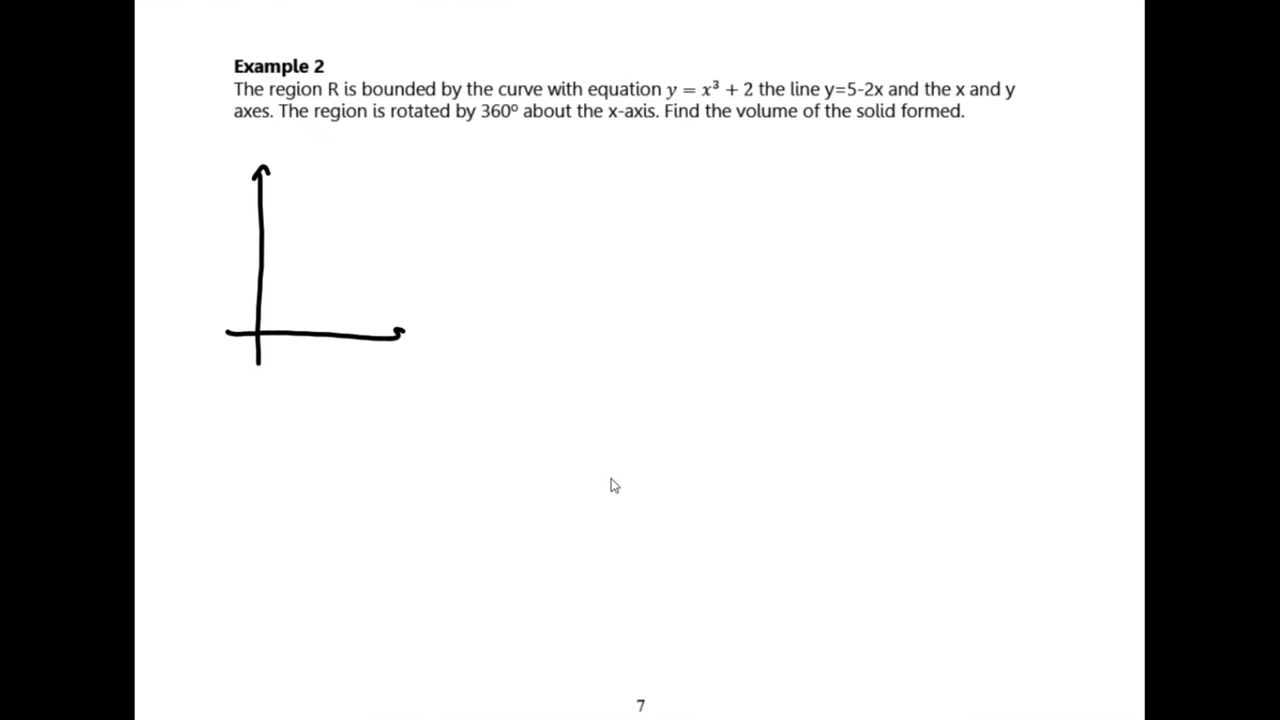 Example 2
The region R is bounded by the curve with equation y = x³ + 2 the line y=5-2x and the x and y
axes. The region is rotated by 360º about the x-axis. Find the volume of the solid formed.
7